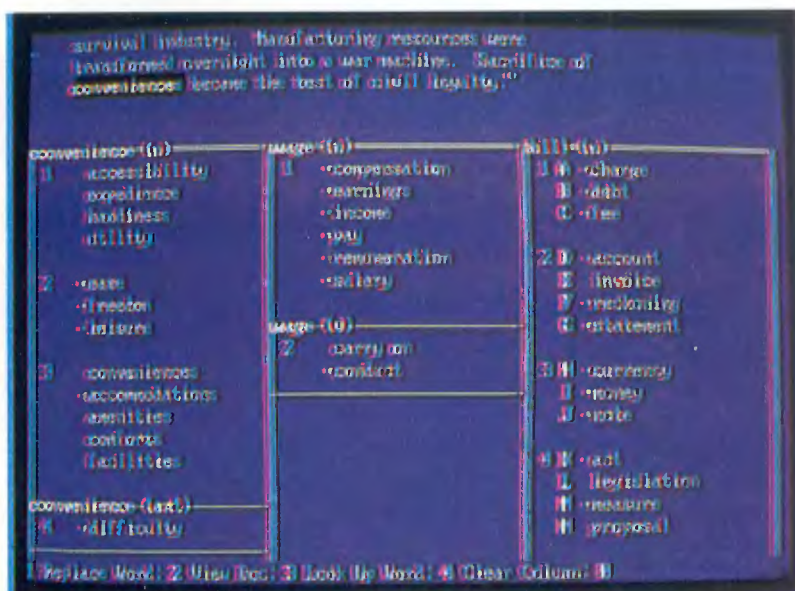 survival industry. Manufacturing resources were
transformed overnight into a war machine. Sacrifice of
conveniences became the test of civil loyalty."
convenience-(n)
1 accessibility
expedience
handiness
utility
2 •ease
•freedom
•leisure
3 conveniences
•accommodations
amenities
comforts
facilities
convenience-(ant)
4 •difficulty
wage-(n)
1 •compensation
•earnings
•income
•pay
•remuneration
•salary
wage-(v)
2 carry on
•conduct
bill-(n)
1 A •charge
B •debt
C •fee
2 D •account
E invoice
F •reckoning
G •statement
3 H •currency
I •money
J •note
4 K •act
L legislation
M •measure
N proposal
1 Replace Word; 2 View Doc; 3 Look Up Word; 4 Clear Column: 0